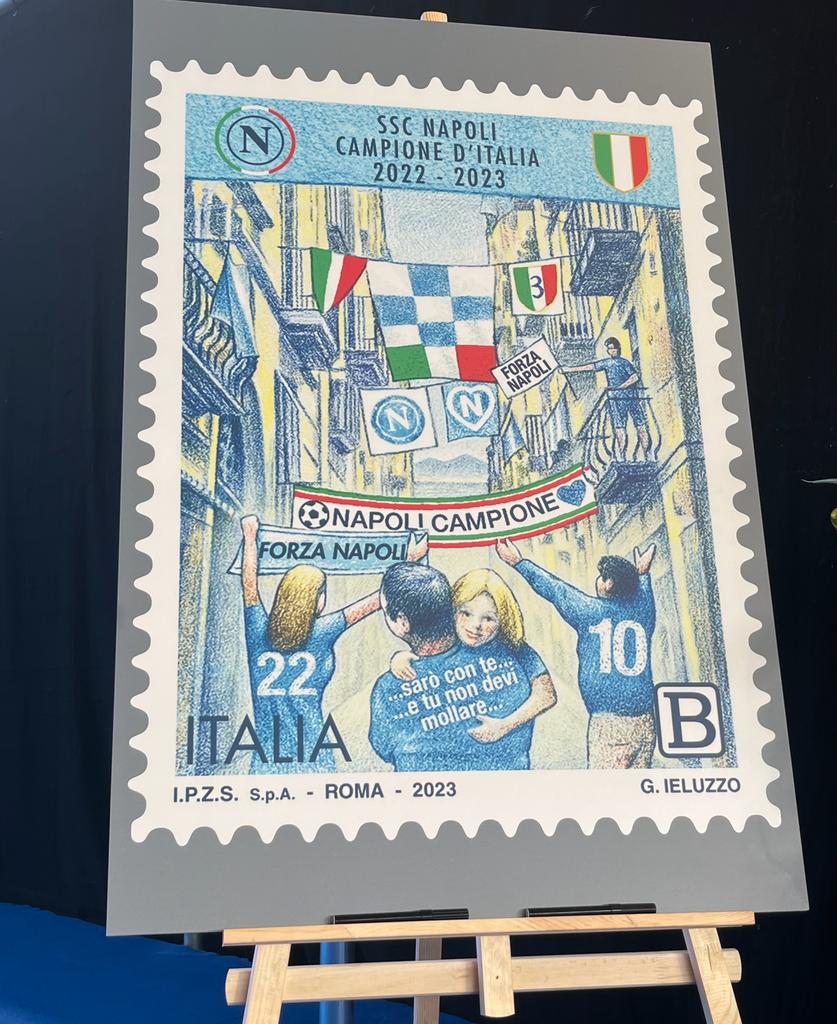 N
SSC NAPOLI
CAMPIONE D'ITALIA
2022 - 2023
3
FORZA
NAPOLI
N
N
NAPOLI CAMPIONE
FORZA NAPOLI
22
10
...saro con te...
...e tu non devi
mollare...
ITALIA
B
I.P.Z.S. S.p.A. - ROMA - 2023
G. IELUZZO